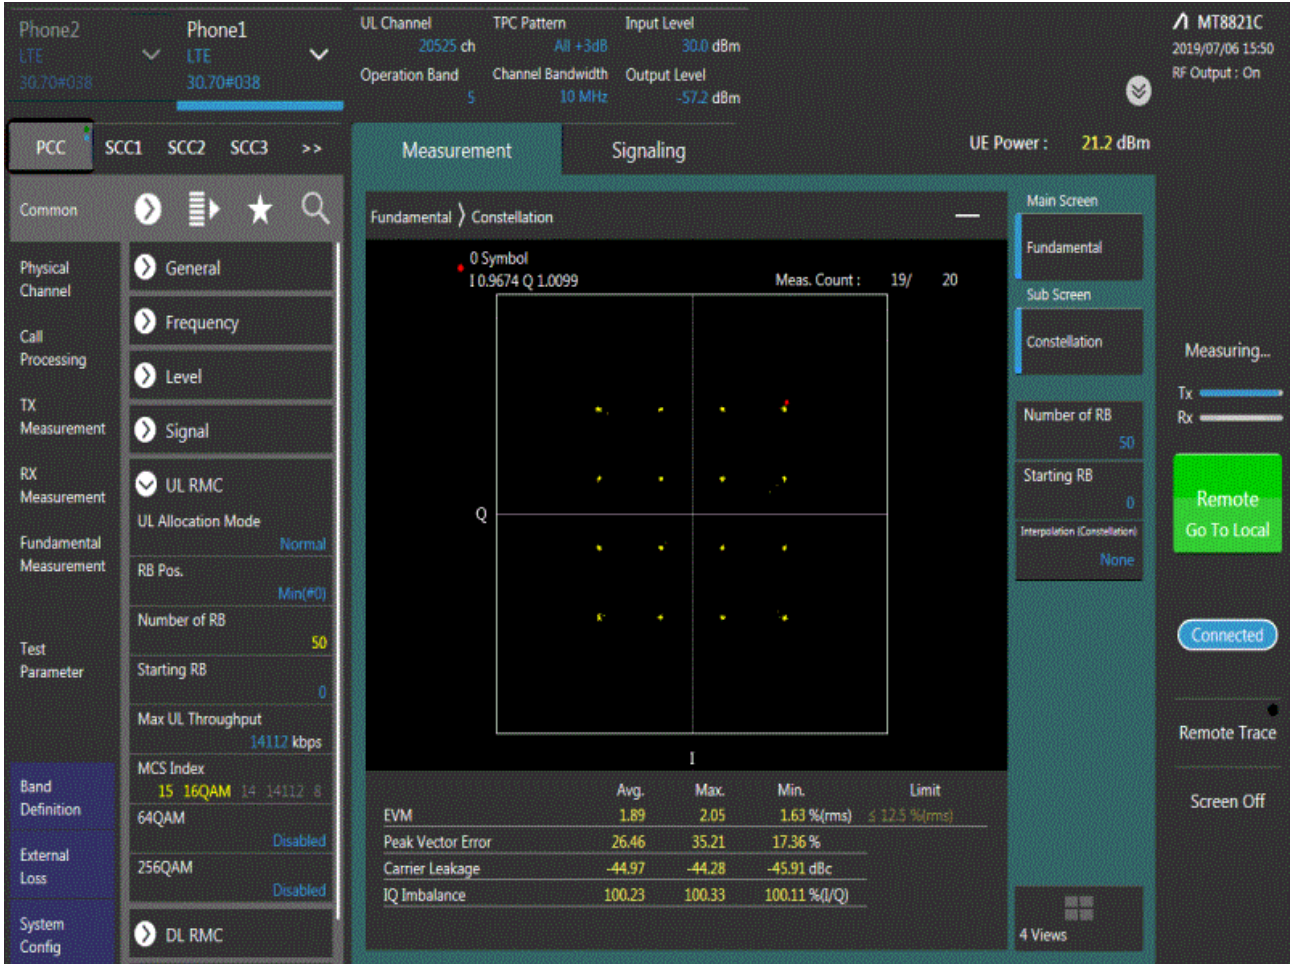 Phone2
LTE
30.70#038
Phone1
LTE
30.70#038
UL Channel
20525 ch
TPC Pattern
All +3dB
Input Level
30.0 dBm
Operation Band
5
Channel Bandwidth
10 MHz
Output Level
-57.2 dBm
MT8821C
2019/07/06 15:50
RF Output : On
PCC SCC1 SCC2 SCC3 >>
Measurement
Signaling
UE Power : 21.2 dBm
Common
Physical
Channel
Call
Processing
TX
Measurement
RX
Measurement
Fundamental
Measurement
Test
Parameter
Band
Definition
External
Loss
System
Config
General
Frequency
Level
Signal
UL RMC
UL Allocation Mode
Normal
RB Pos.
Min(#0)
Number of RB
50
Starting RB
0
Max UL Throughput
14112 kbps
MCS Index
15 16QAM 14 14112 8
64QAM
Disabled
256QAM
Disabled
DL RMC
Fundamental 〉 Constellation
0 Symbol
I 0.9674 Q 1.0099
Meas. Count : 19/ 20
Q
I
Avg. Max. Min. Limit
EVM 1.89 2.05 1.63 %(rms) ≤ 12.5 %(rms)
Peak Vector Error 26.46 35.21 17.36 %
Carrier Leakage -44.97 -44.28 -45.91 dBc
IQ Imbalance 100.23 100.33 100.11 %(I/Q)
Main Screen
Fundamental
Sub Screen
Constellation
Number of RB
50
Starting RB
0
Interpolation (Constellation)
None
4 Views
Measuring...
Tx
Rx
Remote
Go To Local
Connected
Remote Trace
Screen Off